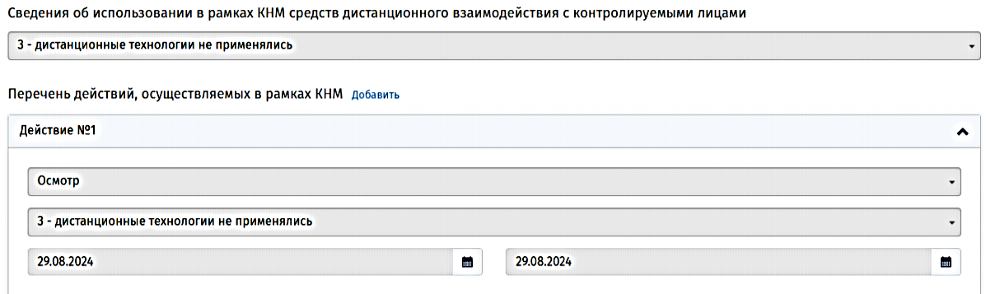 Сведения об использовании в рамках КНМ средств дистанционного взаимодействия с контролируемыми лицами
3 - дистанционные технологии не применялись
Перечень действий, осуществляемых в рамках КНМ Добавить
Действие №1
Осмотр
3 - дистанционные технологии не применялись
29.08.2024 29.08.2024